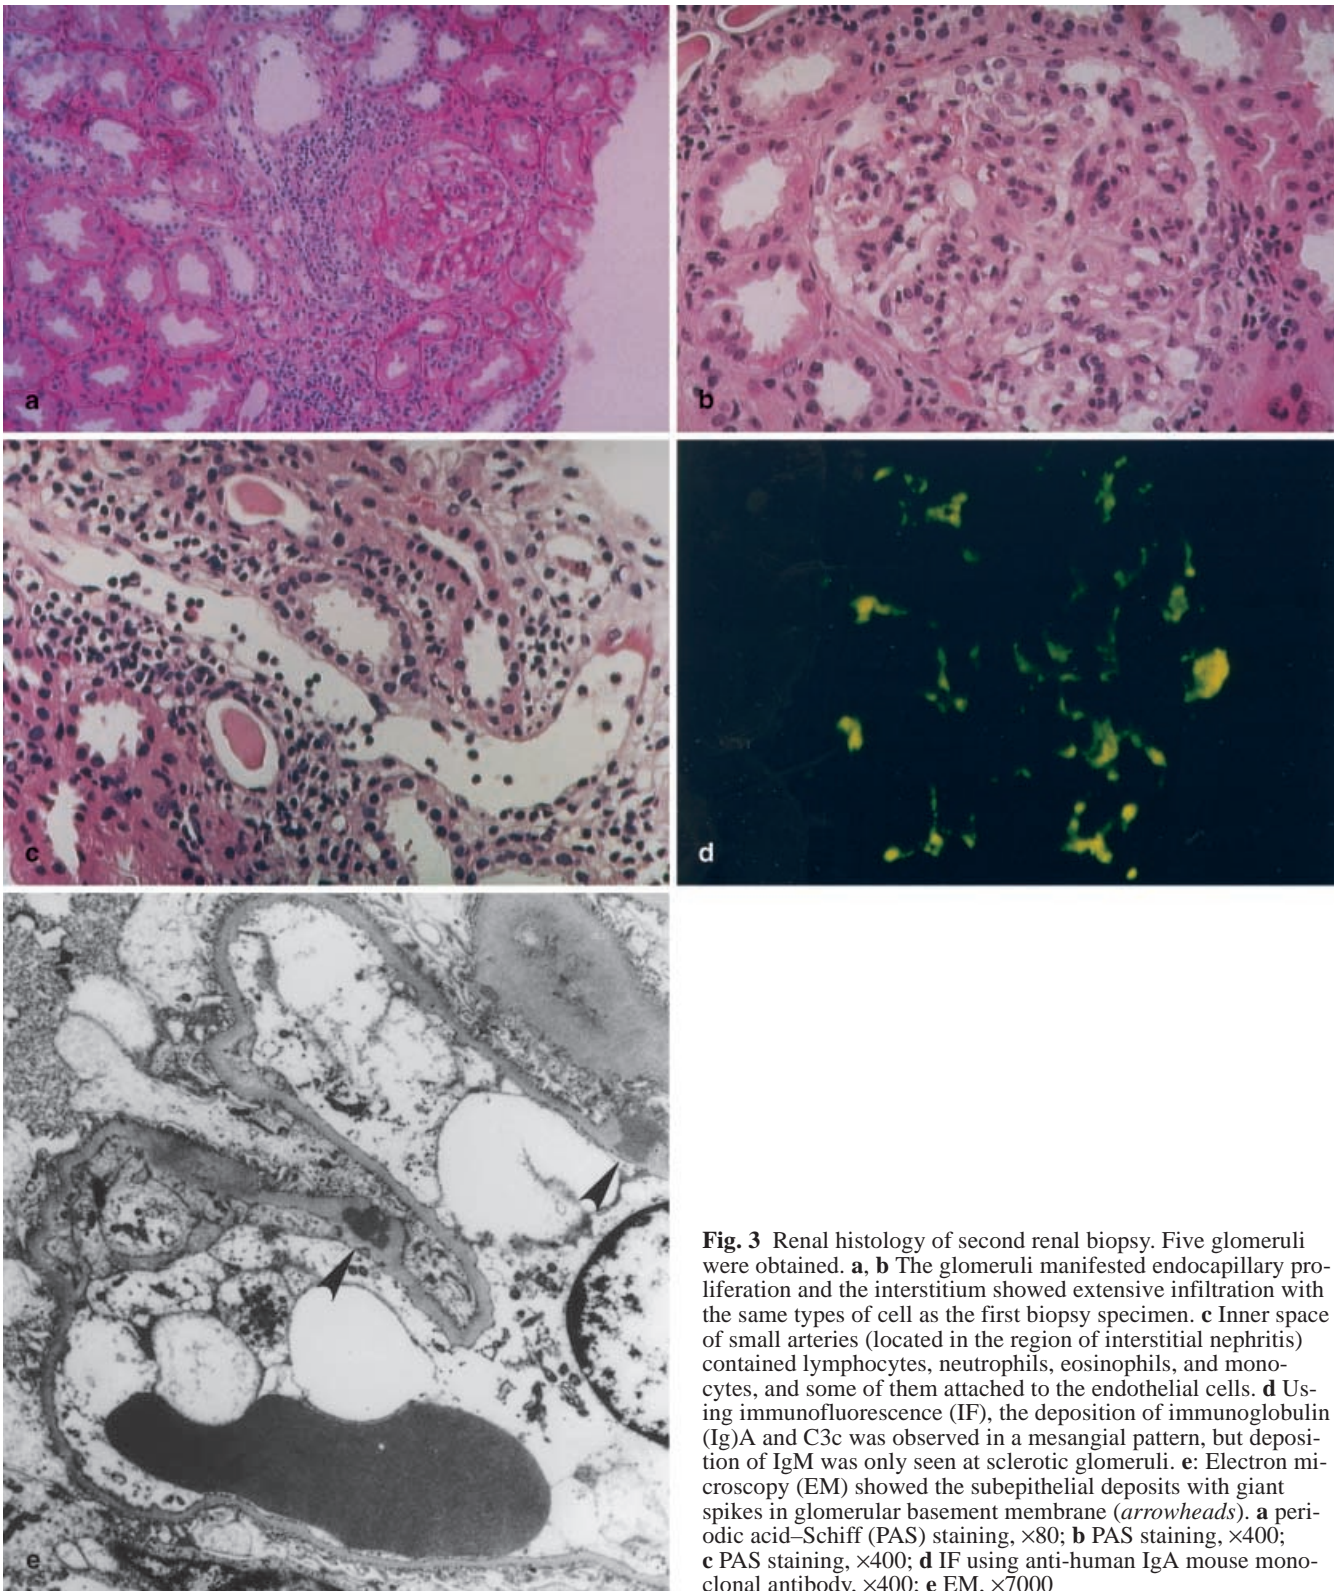 a
b
c
d
e
Fig. 3 Renal histology of second renal biopsy. Five glomeruli
were obtained. a, b The glomeruli manifested endocapillary pro-
liferation and the interstitium showed extensive infiltration with
the same types of cell as the first biopsy specimen. c Inner space
of small arteries (located in the region of interstitial nephritis)
contained lymphocytes, neutrophils, eosinophils, and mono-
cytes, and some of them attached to the endothelial cells. d Us-
ing immunofluorescence (IF), the deposition of immunoglobulin
(Ig)A and C3c was observed in a mesangial pattern, but deposi-
tion of IgM was only seen at sclerotic glomeruli. e: Electron mi-
croscopy (EM) showed the subepithelial deposits with giant
spikes in glomerular basement membrane (arrowheads). a peri-
odic acid–Schiff (PAS) staining, ×80; b PAS staining, ×400;
c PAS staining, ×400; d IF using anti-human IgA mouse mono-
clonal antibody, ×400; e EM, ×7000